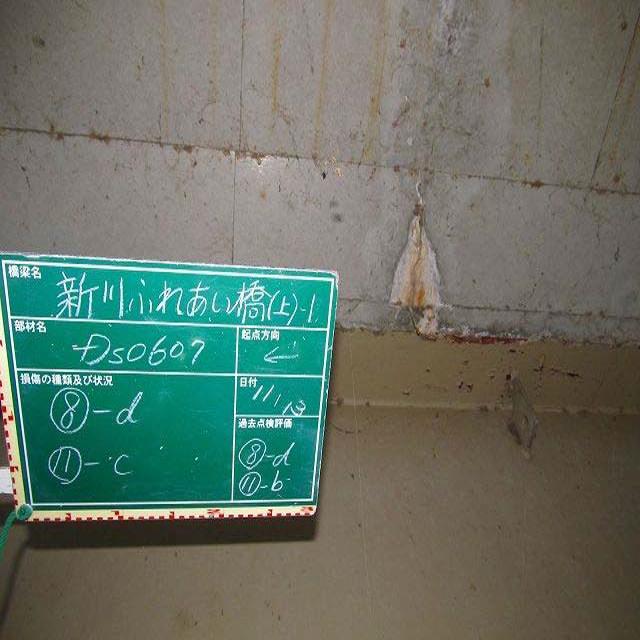 橋梁名
新川ふれあい橋(上)-1
部材名
Ds0607
起点方向
←
損傷の種類及び状況
⑧-d
⑪-c
日付
11/13
過去点検評価
⑧-d
⑪-b